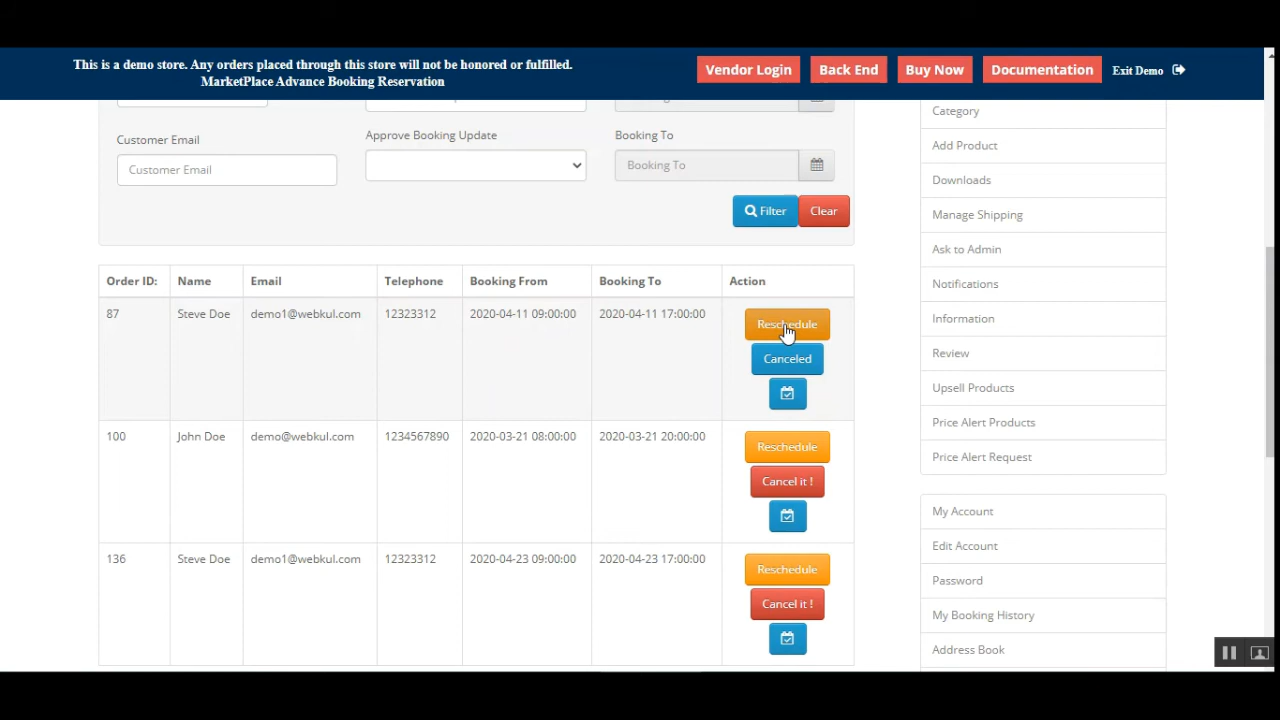 This is a demo store. Any orders placed through this store will not be honored or fulfilled.
MarketPlace Advance Booking Reservation
Vendor Login
Back End
Buy Now
Documentation
Exit Demo
Customer Email
Customer Email
Approve Booking Update
Booking To
Booking To
Filter
Clear
Order ID: Name Email Telephone Booking From Booking To Action
87 Steve Doe demo1@webkul.com 12323312 2020-04-11 09:00:00 2020-04-11 17:00:00 Reschedule
Canceled
100 John Doe demo@webkul.com 1234567890 2020-03-21 08:00:00 2020-03-21 20:00:00 Reschedule
Cancel it !
136 Steve Doe demo1@webkul.com 12323312 2020-04-23 09:00:00 2020-04-23 17:00:00 Reschedule
Cancel it !
Category
Add Product
Downloads
Manage Shipping
Ask to Admin
Notifications
Information
Review
Upsell Products
Price Alert Products
Price Alert Request
My Account
Edit Account
Password
My Booking History
Address Book